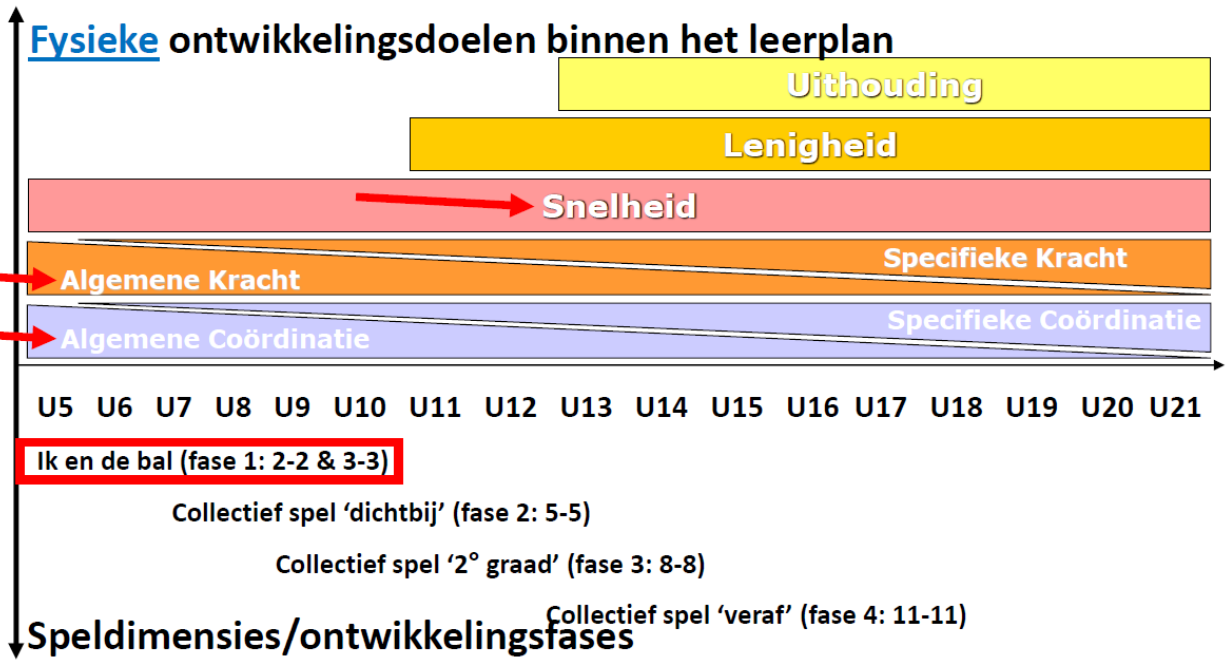 Fysieke ontwikkelingsdoelen binnen het leerplan
Uithouding
Lenigheid
Snelheid
Specifieke Kracht
Algemene Kracht
Specifieke Coördinatie
Algemene Coördinatie
U5 U6 U7 U8 U9 U10 U11 U12 U13 U14 U15 U16 U17 U18 U19 U20 U21
Ik en de bal (fase 1: 2-2 & 3-3)
Collectief spel ‘dichtbij’ (fase 2: 5-5)
Collectief spel ‘2° graad’ (fase 3: 8-8)
Collectief spel ‘veraf’ (fase 4: 11-11)
Speldimensies/ontwikkelingsfases